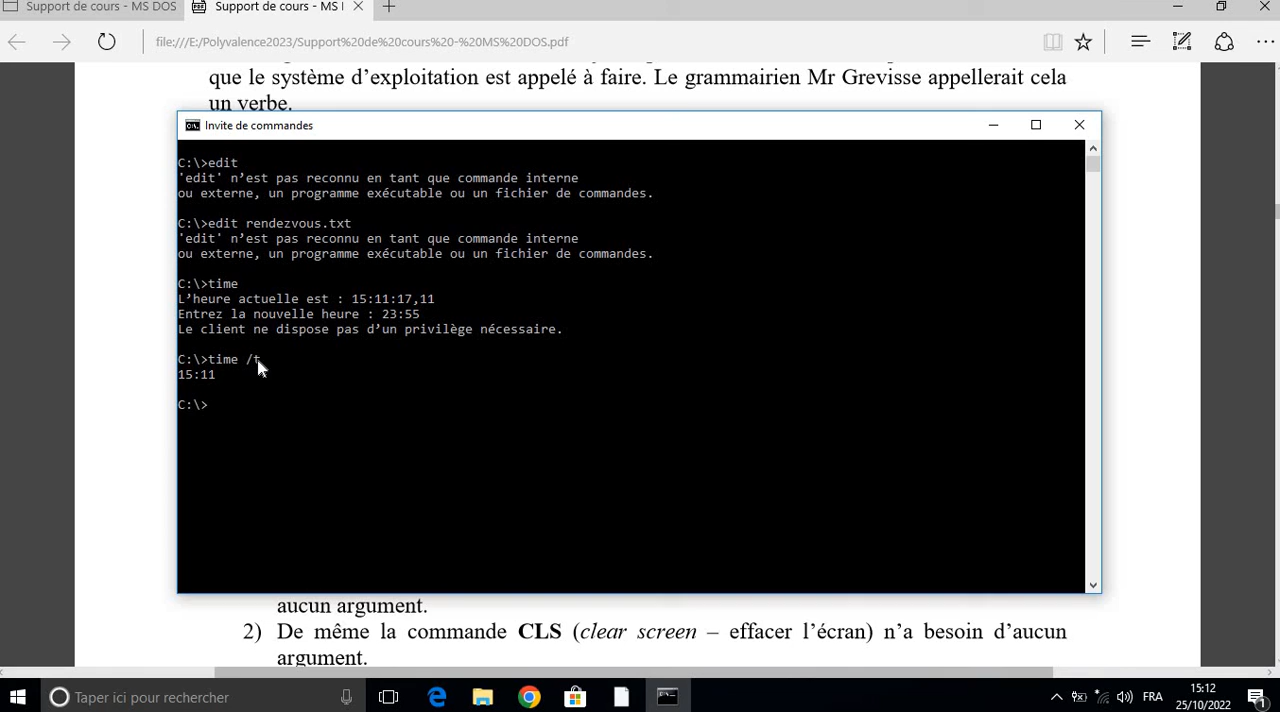 Support de cours - MS DOS
Support de cours - MS
file:///E:/Polyvalence2023/Support%20de%20cours%20-%20MS%20DOS.pdf
que le système d'exploitation est appelé à faire. Le grammairien Mr Grevisse appellerait cela
un verbe.
Invite de commandes
C:\>edit
'edit' n'est pas reconnu en tant que commande interne
ou externe, un programme exécutable ou un fichier de commandes.
C:\>edit rendezvous.txt
'edit' n'est pas reconnu en tant que commande interne
ou externe, un programme exécutable ou un fichier de commandes.
C:\>time
L'heure actuelle est : 15:11:17,11
Entrez la nouvelle heure : 23:55
Le client ne dispose pas d'un privilège nécessaire.
C:\>time /t
15:11
C:\>
aucun argument.
2) De même la commande CLS (clear screen – effacer l'écran) n'a besoin d'aucun
argument.
Taper ici pour rechercher
FRA
15:12
25/10/2022